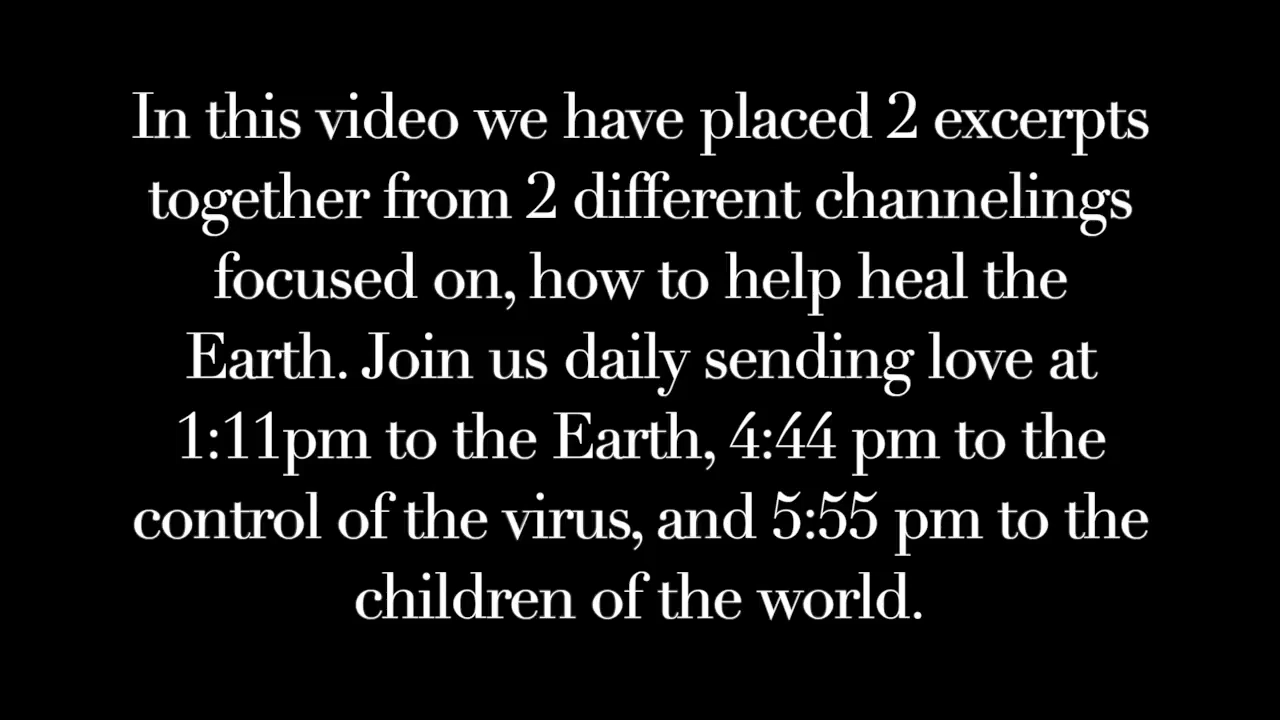 In this video we have placed 2 excerpts
together from 2 different channelings
focused on, how to help heal the
Earth. Join us daily sending love at
1:11pm to the Earth, 4:44 pm to the
control of the virus, and 5:55 pm to the
children of the world.